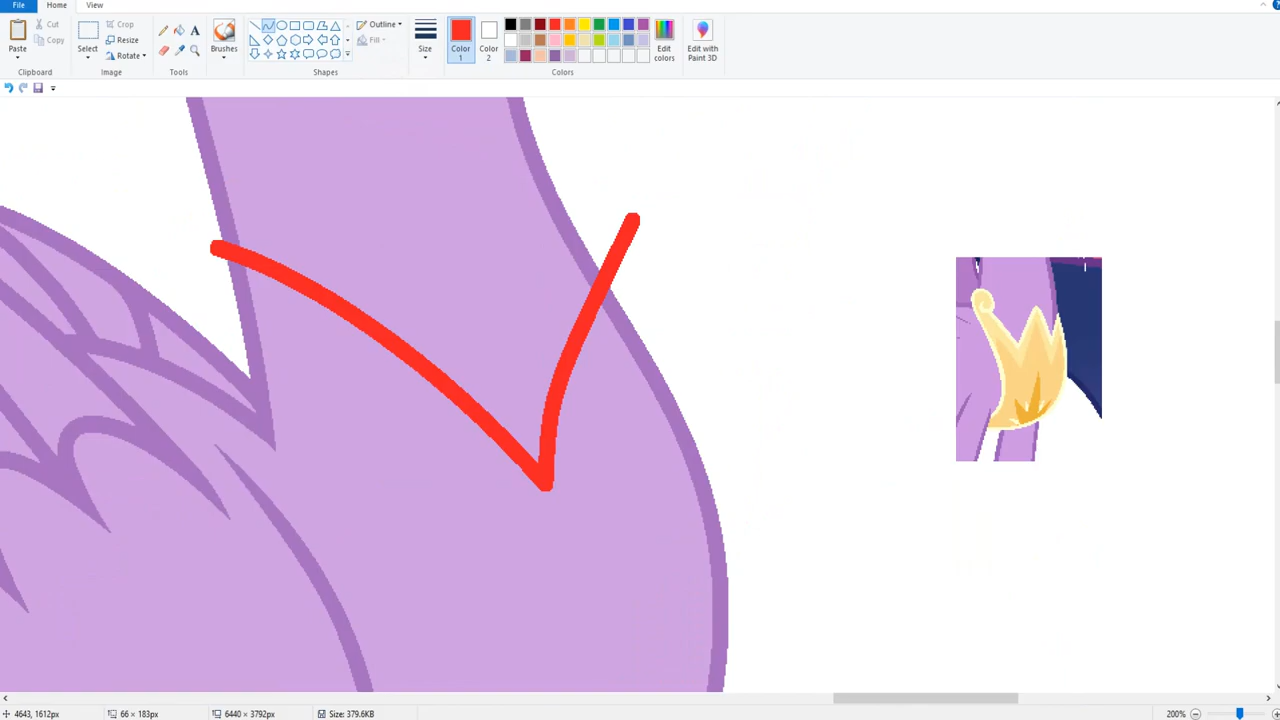 File Home View
Paste Cut Copy Clipboard
Select Crop Resize Rotate Image
A Tools
Brushes
Outline Fill Shapes
Size
Color 1 Color 2 Edit colors Colors
Edit with Paint 3D
4643, 1612px 66 × 183px 6440 × 3792px Size: 379.6KB 200%